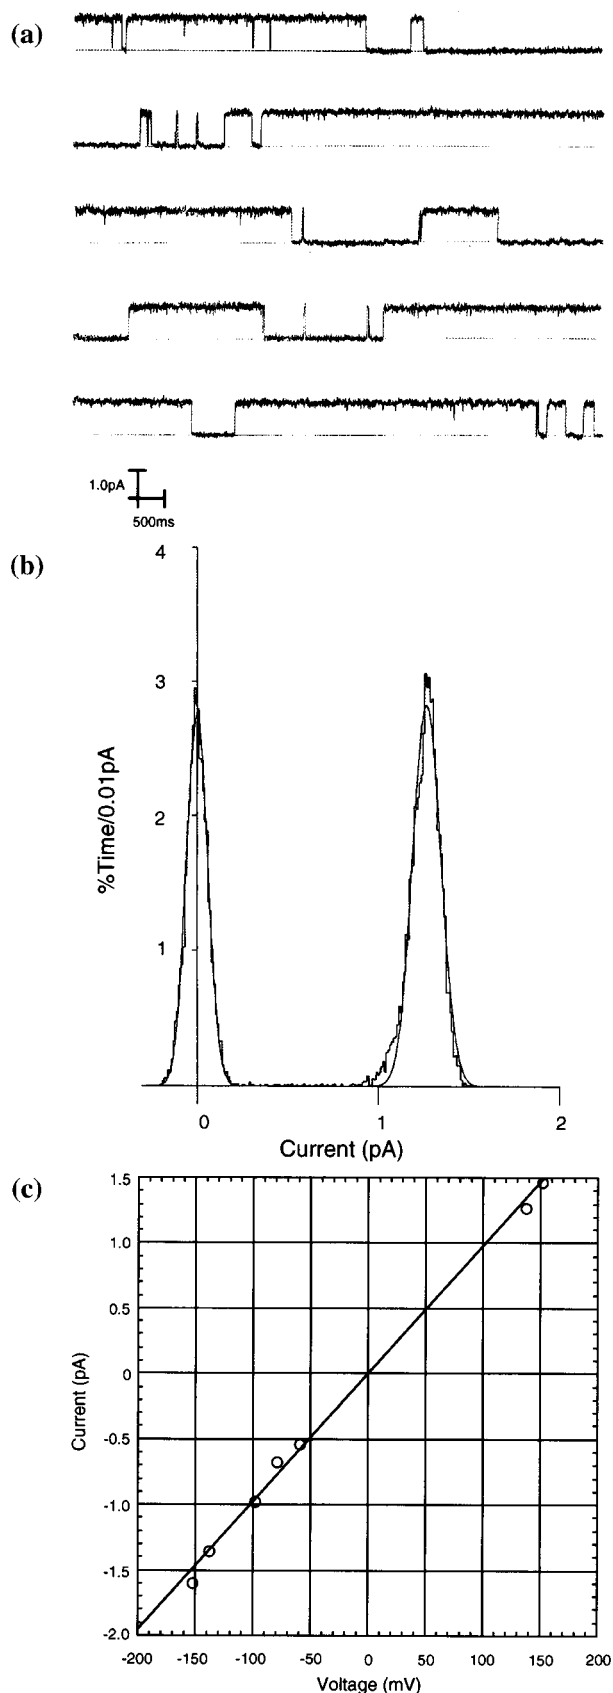 (a)
1.0pA
500ms
(b)
4
3
2
1
%Time/0.01pA
0 1 2
Current (pA)
(c)
1.5
1.0
0.5
0
-0.5
-1.0
-1.5
-2.0
Current (pA)
-200 -150 -100 -50 0 50 100 150 200
Voltage (mV)